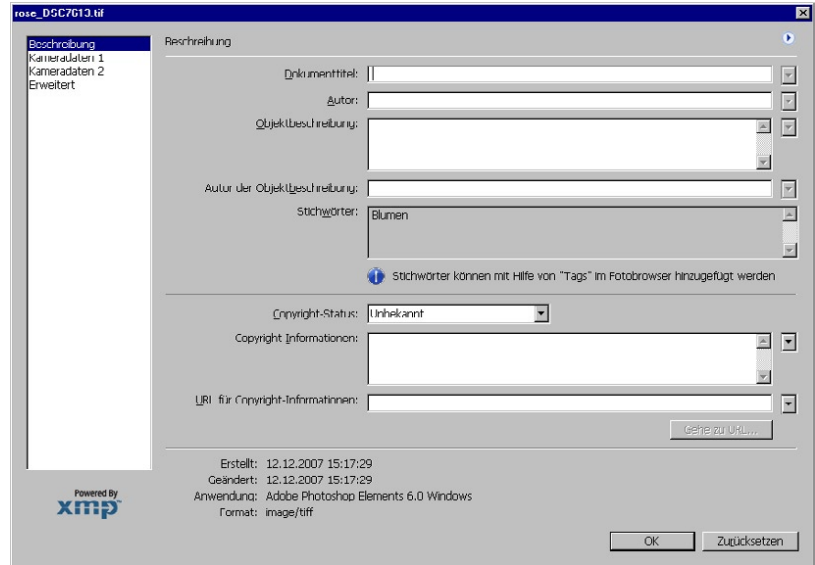 rose_DSC7613.tif
Beschreibung
Kameradaten 1
Kameradaten 2
Erweitert
Beschreibung
Dokumenttitel:
Autor:
Objektbeschreibung:
Autor der Objektbeschreibung:
Stichwörter: Blumen
Stichwörter können mit Hilfe von "Tags" im Fotobrowser hinzugefügt werden
Copyright-Status: Unbekannt
Copyright Informationen:
URL für Copyright-Informationen:
Gehe zu URL...
Erstellt: 12.12.2007 15:17:29
Geändert: 12.12.2007 15:17:29
Anwendung: Adobe Photoshop Elements 6.0 Windows
Format: image/tiff
Powered By
xmp
OK Zurücksetzen